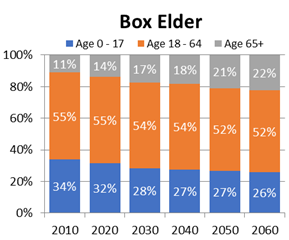 Box Elder
Age 0 - 17 Age 18 - 64 Age 65+
100%
11% 14% 17% 18% 21% 22%
80%
60%
55% 55% 54% 54% 52% 52%
40%
20%
34% 32% 28% 27% 27% 26%
0%
2010 2020 2030 2040 2050 2060